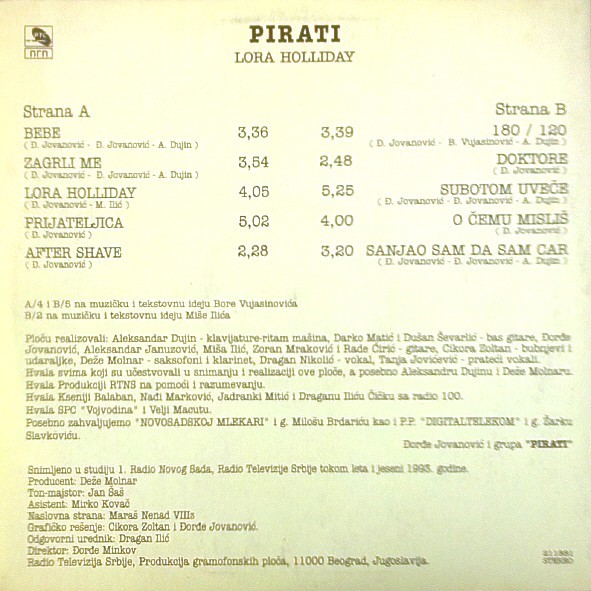 PIRATI
LORA HOLLIDAY
Strana A
BEBE 3,36
( Đ. Jovanović - Đ. Jovanović - A. Dujin )
ZAGRLI ME 3,54
( Đ. Jovanović - Đ. Jovanović - A. Dujin )
LORA HOLLIDAY 4,05
( Đ. Jovanović - M. Ilić )
PRIJATELJICA 5,02
( Đ. Jovanović )
AFTER SHAVE 2,28
( Đ. Jovanović )
Strana B
3,39 180 / 120
( Đ. Jovanović - B. Vujasinović - A. Dujin )
2,48 DOKTORE
( Đ. Jovanović )
5,25 SUBOTOM UVEČE
( Đ. Jovanović - Đ. Jovanović - A. Dujin )
4,00 O ČEMU MISLIŠ
( Đ. Jovanović )
3,20 SANJAO SAM DA SAM CAR
( Đ. Jovanović - Đ. Jovanović - A. Dujin )
A/4 i B/5 na muzičku i tekstovnu ideju Bore Vujasinovića
B/2 na muzičku i tekstovnu ideju Miše Ilića
Ploču realizovali: Aleksandar Dujin - klavijature-ritam mašina, Darko Matić i Dušan Ševarlić - bas gitare, Đorđe
Jovanović, Aleksandar Januzović, Miša Ilić, Zoran Mraković i Rade Ćirić - gitare, Cikora Zoltan - bubnjevi i
udaraljke, Deže Molnar - saksofoni i klarinet, Dragan Nikolić - vokal, Tanja Jovićević - prateći vokali.
Hvala svima koji su učestvovali u snimanju i realizaciji ove ploče, a posebno Aleksandru Dujinu i Deže Molnaru.
Hvala Produkciji RTNS na pomoći i razumevanju.
Hvala Kseniji Balaban, Nađi Marković, Jadranki Mitić i Draganu Iliću Čičku sa radio 100.
Hvala SPC "Vojvodina" i Velji Macutu.
Posebno zahvaljujemo "NOVOSADSKOJ MLEKARI" i g. Milošu Brdariću kao i P.P. "DIGITALTELEKOM" i g. Žarku
Slavkoviću.
Đorđe Jovanović i grupa "PIRATI"
Snimljeno u studiju 1. Radio Novog Sada, Radio Televizije Srbije tokom leta i jeseni 1993. godine.
Producent: Deže Molnar
Ton-majstor: Jan Šaš
Asistent: Mirko Kovač
Naslovna strana: Maraš Nenad VIIIs
Grafičko rešenje: Cikora Zoltan i Đorđe Jovanović.
Odgovorni urednik: Dragan Ilić
Direktor: Đorđe Minkov
Radio Televizija Srbije, Produkcija gramofonskih ploča, 11000 Beograd, Jugoslavija.
STEREO